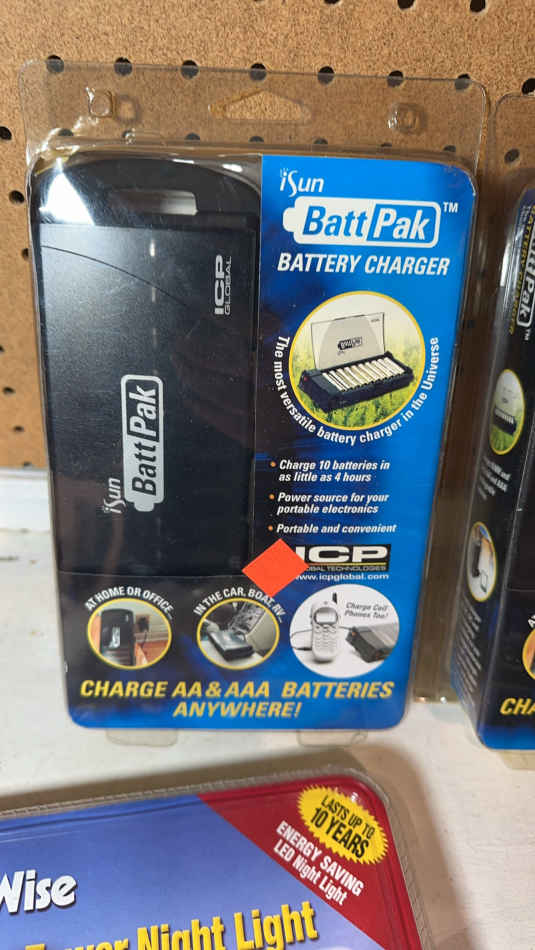 iSun
BattPak™
BATTERY CHARGER
ICP
GLOBAL
iSun
BattPak
The most versatile battery charger in the Universe
• Charge 10 batteries in
as little as 4 hours
• Power source for your
portable electronics
• Portable and convenient
ICP
GLOBAL TECHNOLOGIES
www.icpglobal.com
AT HOME OR OFFICE...
IN THE CAR, BOAT, RV...
Charge Cell
Phones Too!
CHARGE AA & AAA BATTERIES
ANYWHERE!
CHA
Wise
Power Night Light
LASTS UP TO
10 YEARS
ENERGY SAVING
LED Night Light